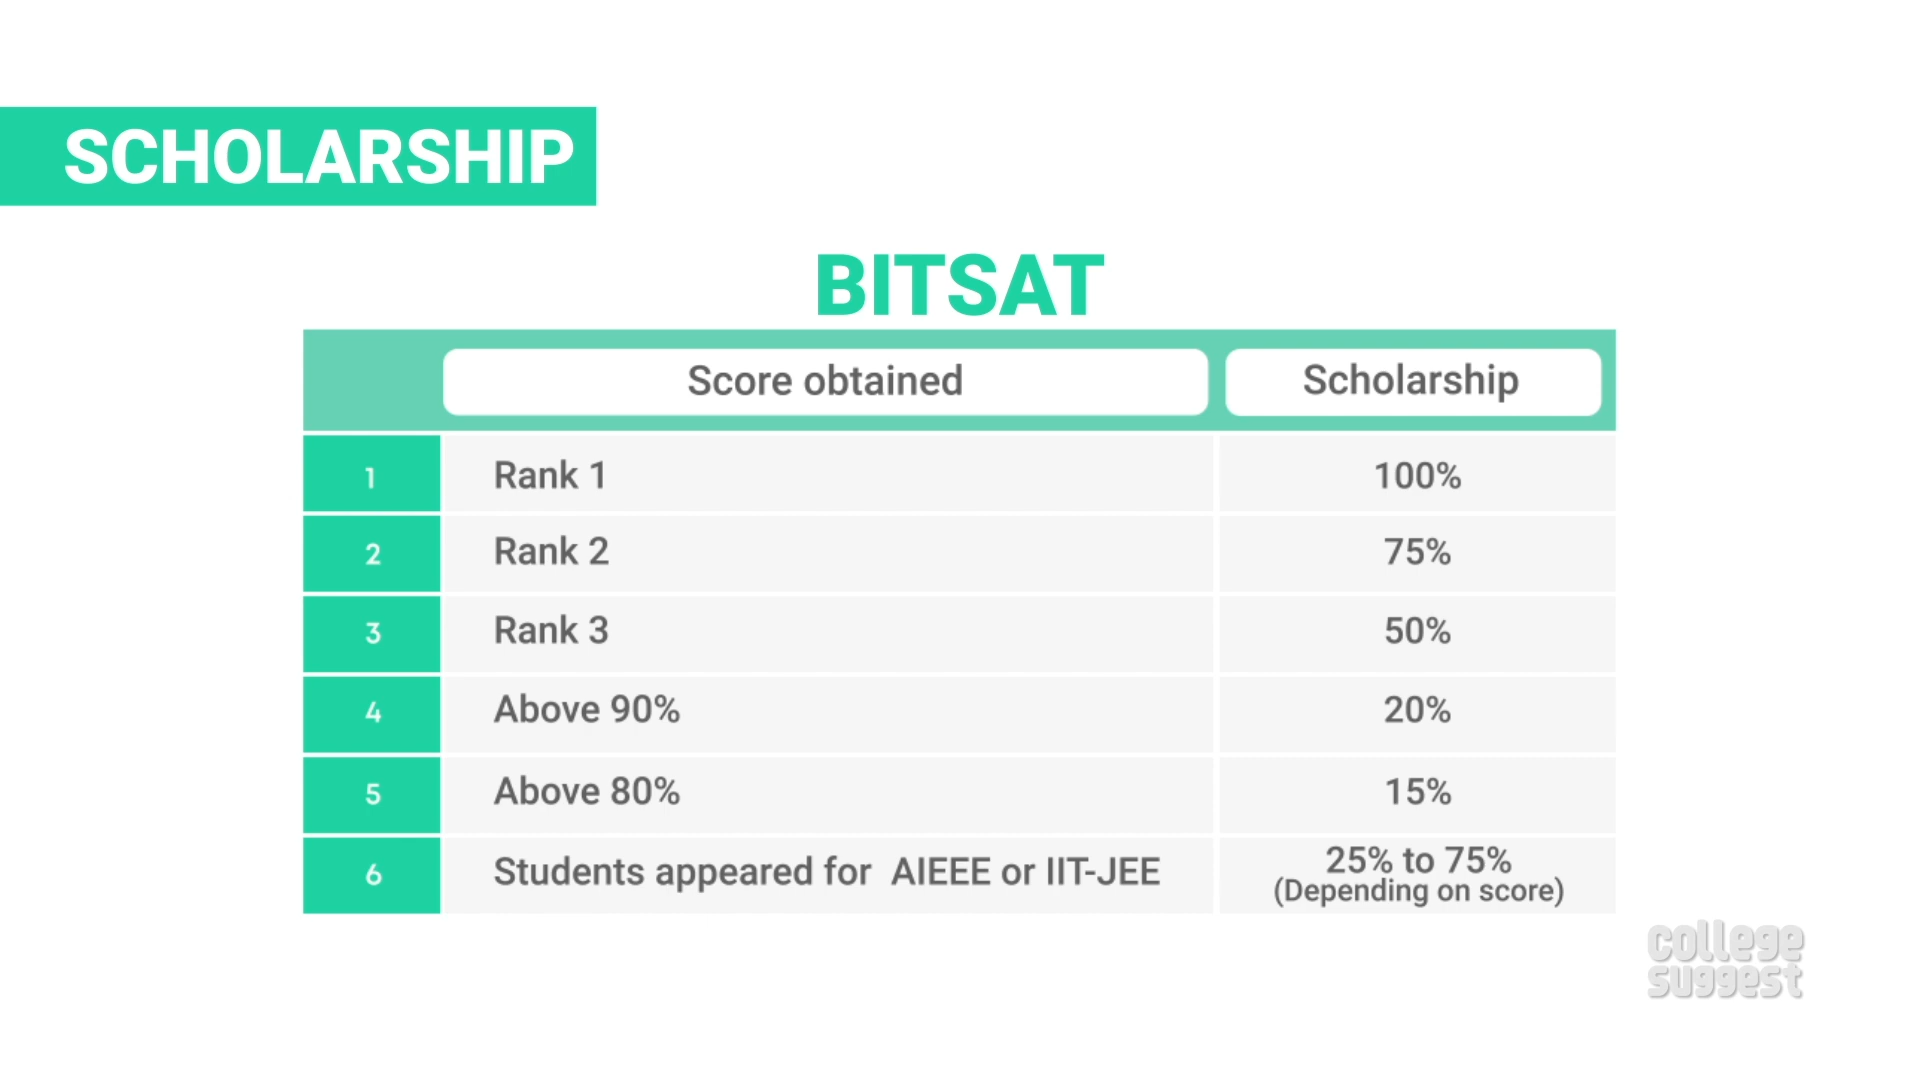 SCHOLARSHIP
BITSAT
Score obtained Scholarship
1 Rank 1 100%
2 Rank 2 75%
3 Rank 3 50%
4 Above 90% 20%
5 Above 80% 15%
6 Students appeared for AIEEE or IIT-JEE 25% to 75%
(Depending on score)
college
suggest